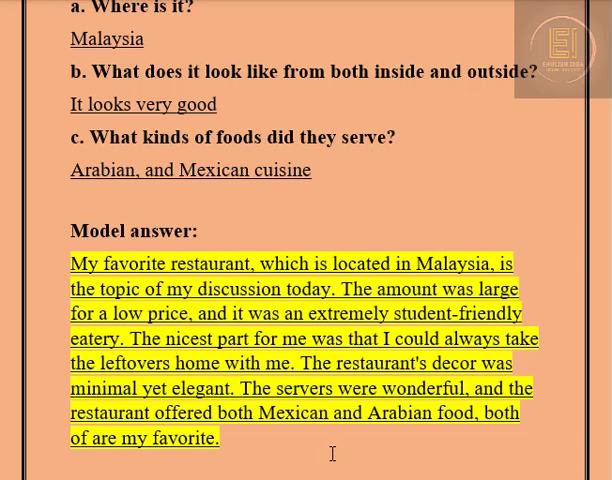 a. Where is it?
Malaysia
b. What does it look like from both inside and outside?
It looks very good
c. What kinds of foods did they serve?
Arabian, and Mexican cuisine
Model answer:
My favorite restaurant, which is located in Malaysia, is
the topic of my discussion today. The amount was large
for a low price, and it was an extremely student-friendly
eatery. The nicest part for me was that I could always take
the leftovers home with me. The restaurant's decor was
minimal yet elegant. The servers were wonderful, and the
restaurant offered both Mexican and Arabian food, both
of are my favorite.